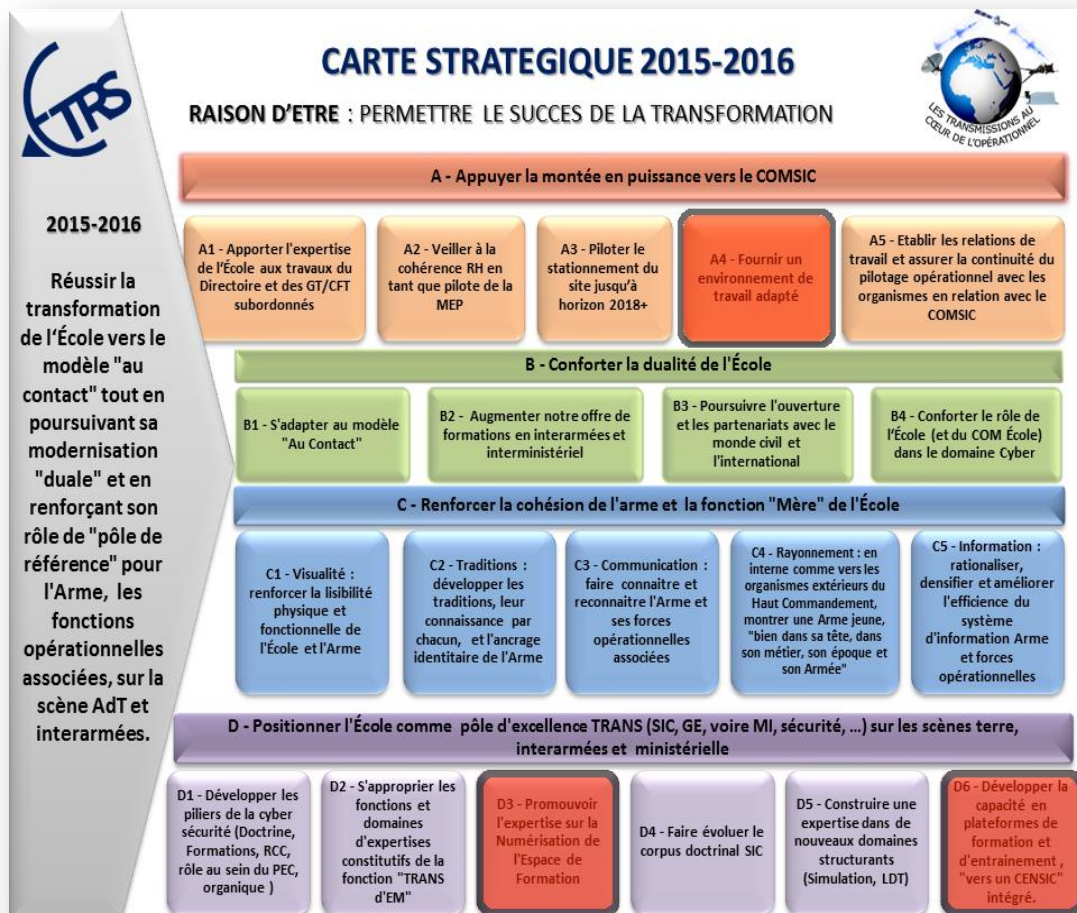 ETRS
CARTE STRATEGIQUE 2015-2016
RAISON D'ETRE : PERMETTRE LE SUCCES DE LA TRANSFORMATION
LES TRANSMISSIONS AU
CŒUR DE L'OPÉRATIONNEL
2015-2016
Réussir la
transformation
de l'École vers le
modèle "au
contact" tout en
poursuivant sa
modernisation
"duale" et en
renforçant son
rôle de "pôle de
référence" pour
l'Arme, les
fonctions
opérationnelles
associées, sur la
scène AdT et
interarmées.
A - Appuyer la montée en puissance vers le COMSIC
A1 - Apporter l'expertise
de l'École aux travaux du
Directoire et des GT/CFT
subordonnés
A2 - Veiller à la
cohérence RH en
tant que pilote de la
MEP
A3 - Piloter le
stationnement du
site jusqu'à
horizon 2018+
A4 - Fournir un
environnement de
travail adapté
A5 - Etablir les relations de
travail et assurer la continuité du
pilotage opérationnel avec les
organismes en relation avec le
COMSIC
B - Conforter la dualité de l'École
B1 - S'adapter au modèle
"Au Contact"
B2 - Augmenter notre offre de
formations en interarmées et
interministériel
B3 - Poursuivre l'ouverture
et les partenariats avec le
monde civil et
l'international
B4 - Conforter le rôle de
l'École (et du COM École)
dans le domaine Cyber
C - Renforcer la cohésion de l'arme et la fonction "Mère" de l'École
C1 - Visualité :
renforcer la lisibilité
physique et
fonctionnelle de
l'École et l'Arme
C2 - Traditions :
développer les
traditions, leur
connaissance par
chacun, et l'ancrage
identitaire de l'Arme
C3 - Communication :
faire connaitre et
reconnaitre l'Arme et
ses forces
opérationnelles
associées
C4 - Rayonnement : en
interne comme vers les
organismes extérieurs du
Haut Commandement,
montrer une Arme jeune,
"bien dans sa tête, dans
son métier, son époque et
son Armée"
C5 - Information :
rationaliser,
densifier et améliorer
l'efficience du
système
d'information Arme
et forces
opérationnelles
D - Positionner l'École comme pôle d'excellence TRANS (SIC, GE, voire MI, sécurité, ...) sur les scènes terre,
interarmées et ministérielle
D1 - Développer les
piliers de la cyber
sécurité (Doctrine,
Formations, RCC,
rôle au sein du PEC,
organique )
D2 - S'approprier les
fonctions et
domaines
d'expertises
constitutifs de la
fonction "TRANS
d'EM"
D3 - Promouvoir
l'expertise sur la
Numérisation de
l'Espace de
Formation
D4 - Faire évoluer le
corpus doctrinal SIC
D5 - Construire une
expertise dans de
nouveaux domaines
structurants
(Simulation, LDT)
D6 - Développer la
capacité en
plateformes de
formation et
d'entrainement ,
"vers un CENSIC"
intégré.